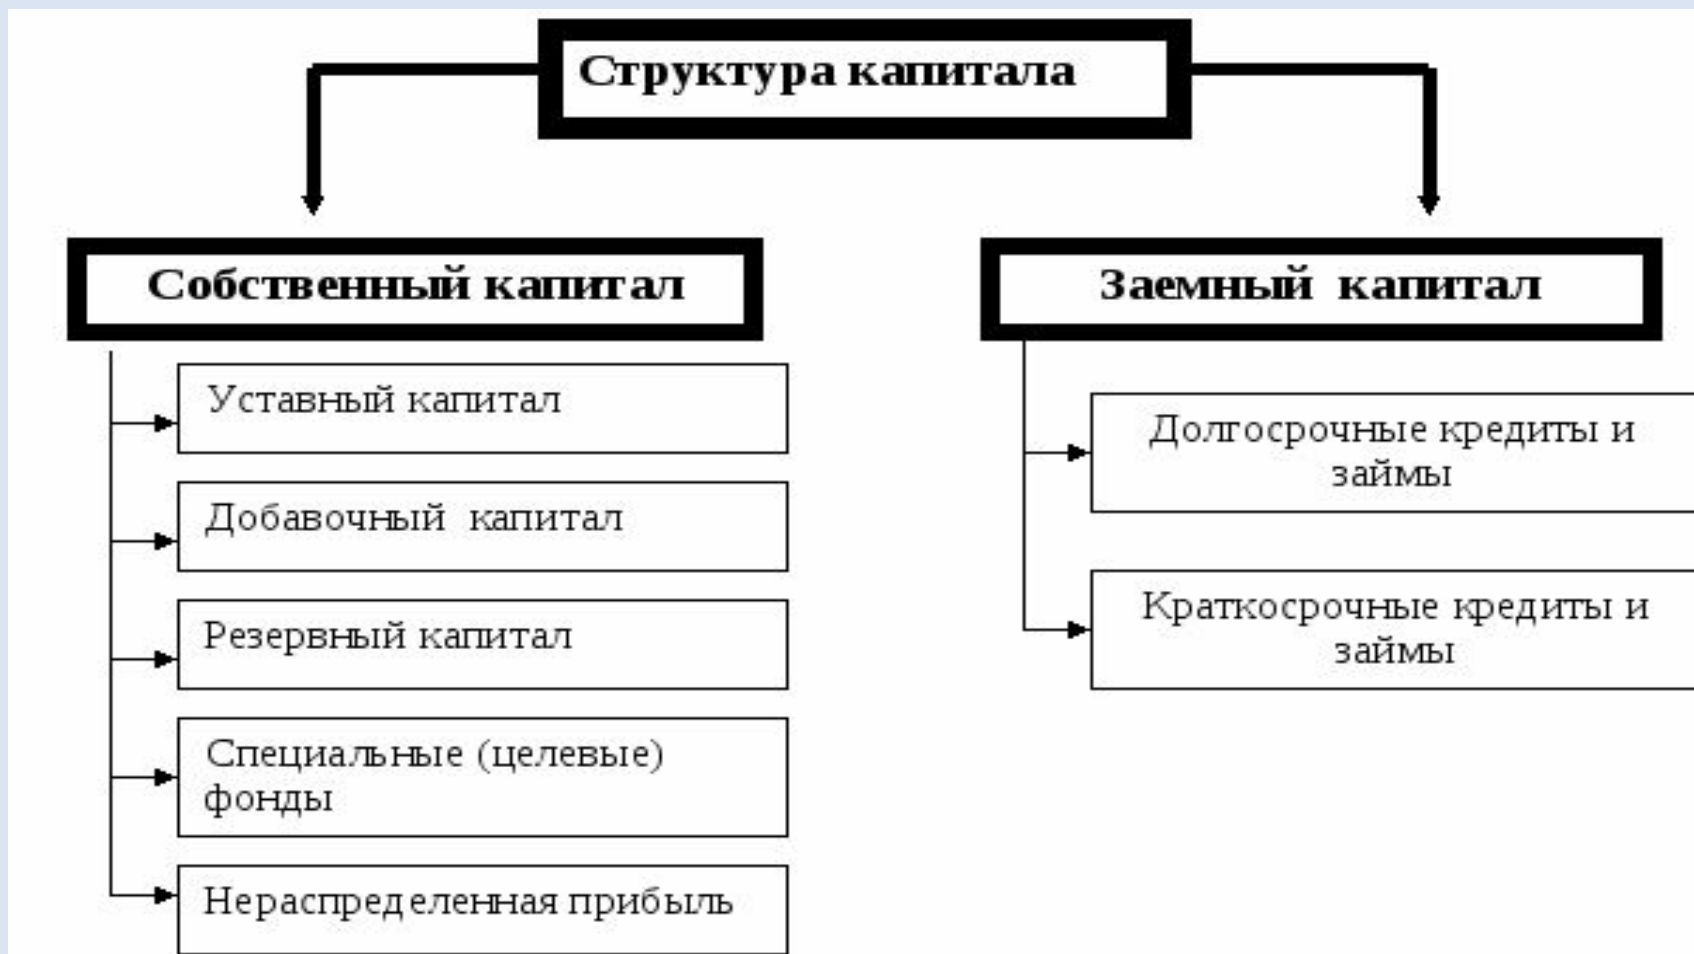 Структура капитала
Собственный капитал
Уставный капитал
Добавочный капитал
Резервный капитал
Специальные (целевые)
фонды
Нераспределенная прибыль
Заемный капитал
Долгосрочные кредиты и
займы
Краткосрочные кредиты и
займы